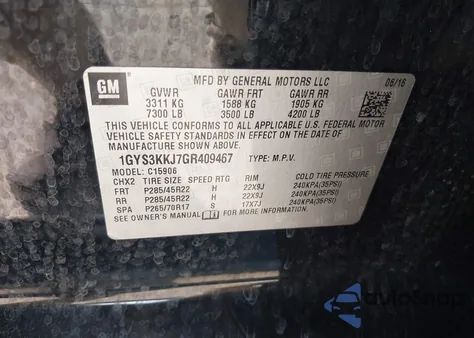 GM
MFD BY GENERAL MOTORS LLC 06/16
GVWR GAWR FRT GAWR RR
3311 KG 1588 KG 1905 KG
7300 LB 3500 LB 4200 LB
THIS VEHICLE CONFORMS TO ALL APPLICABLE U.S. FEDERAL MOTOR
VEHICLE SAFETY STANDARDS IN EFFECT ON THE DATE OF
MANUFACTURE SHOWN ABOVE.
1GYS3KKJ7GR409467 TYPE: M.P.V.
MODEL: C15906
CHX2 TIRE SIZE SPEED RTG RIM COLD TIRE PRESSURE
FRT P285/45R22 H 22X9J 240KPA(35PSI)
RR P285/45R22 H 22X9J 240KPA(35PSI)
SPA P265/70R17 S 17X7J 240KPA(35PSI)
SEE OWNER'S MANUAL FOR MORE INFORMATION.
autoSnap